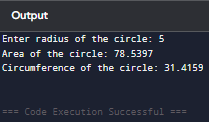 Output
Enter radius of the circle: 5
Area of the circle: 78.5397
Circumference of the circle: 31.4159
=== Code Execution Successful ===